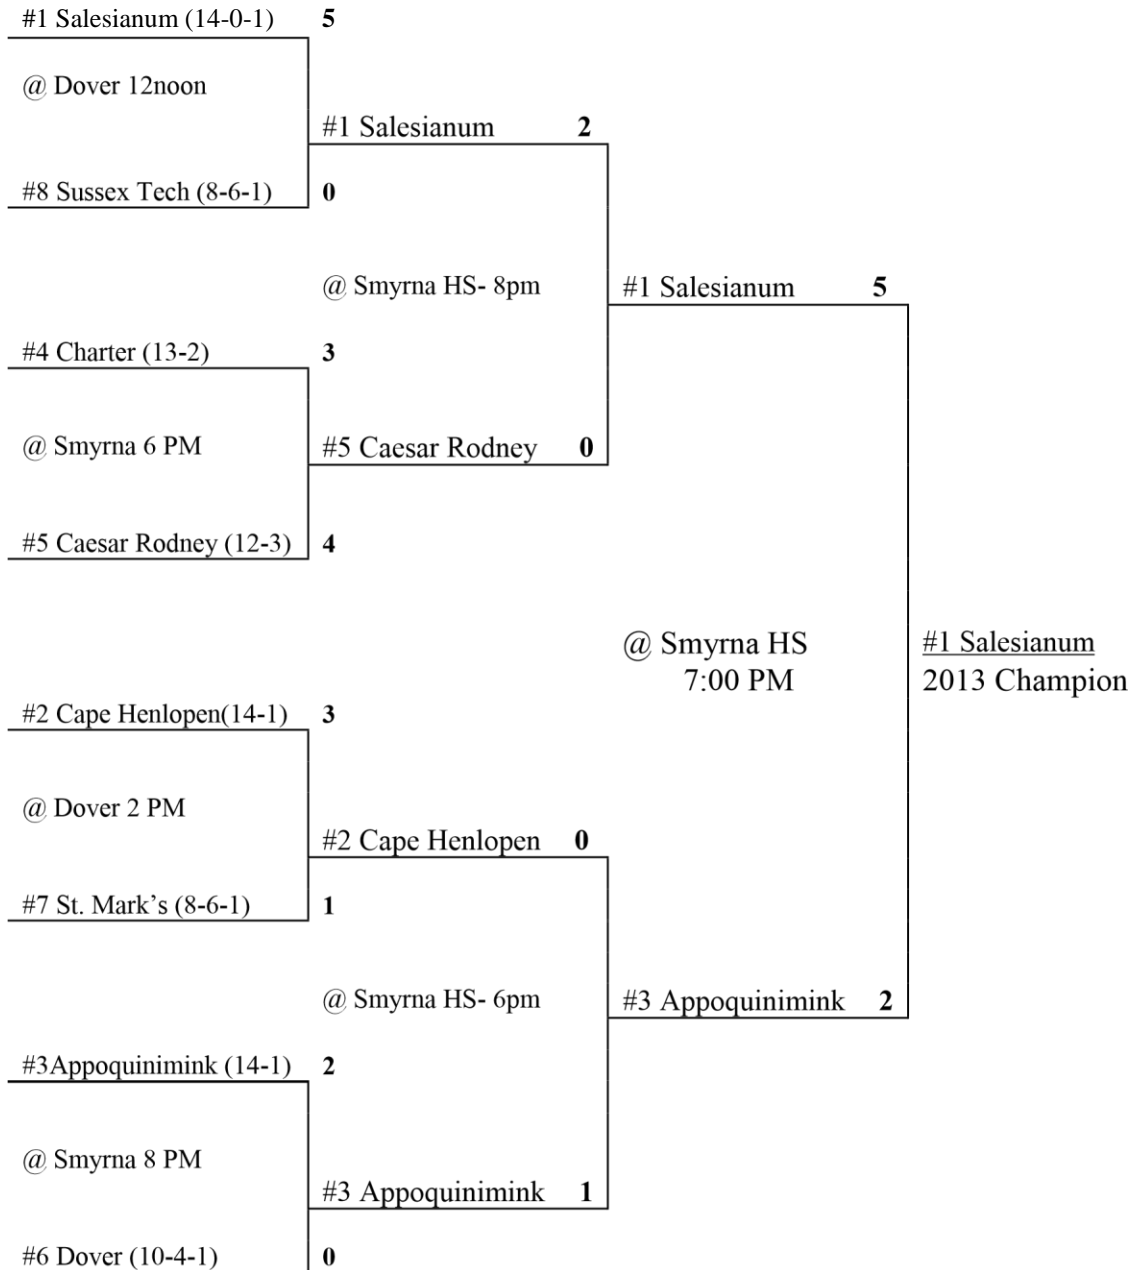 #1 Salesianum (14-0-1) 5
@ Dover 12noon
#1 Salesianum 2
#8 Sussex Tech (8-6-1) 0
@ Smyrna HS- 8pm
#1 Salesianum 5
#4 Charter (13-2) 3
@ Smyrna 6 PM
#5 Caesar Rodney 0
#5 Caesar Rodney (12-3) 4
@ Smyrna HS
7:00 PM
#1 Salesianum
2013 Champion
#2 Cape Henlopen(14-1) 3
@ Dover 2 PM
#2 Cape Henlopen 0
#7 St. Mark’s (8-6-1) 1
@ Smyrna HS- 6pm
#3 Appoquinimink 2
#3Appoquinimink (14-1) 2
@ Smyrna 8 PM
#3 Appoquinimink 1
#6 Dover (10-4-1) 0